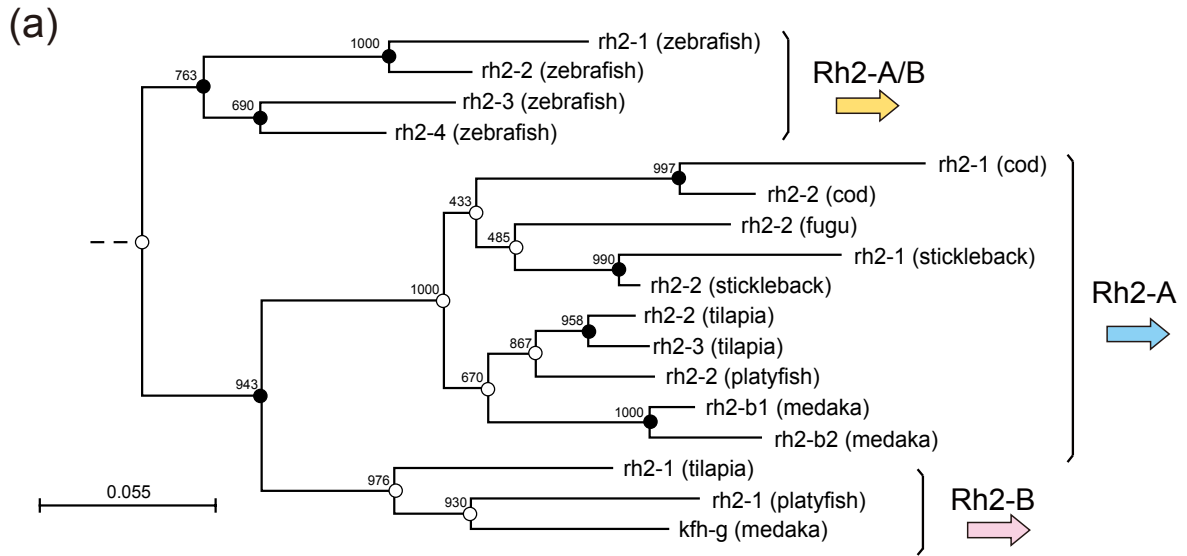 (a)
1000
rh2-1 (zebrafish)
763
rh2-2 (zebrafish)
Rh2-A/B
690
rh2-3 (zebrafish)
rh2-4 (zebrafish)
997
rh2-1 (cod)
433
rh2-2 (cod)
485
rh2-2 (fugu)
990
rh2-1 (stickleback)
1000
rh2-2 (stickleback)
Rh2-A
958
rh2-2 (tilapia)
867
rh2-3 (tilapia)
670
rh2-2 (platyfish)
943
1000
rh2-b1 (medaka)
rh2-b2 (medaka)
976
rh2-1 (tilapia)
0.055
930
rh2-1 (platyfish)
Rh2-B
kfh-g (medaka)